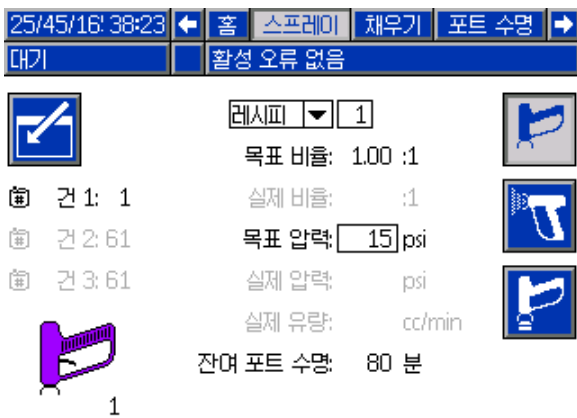 25/45/16 38:23 홈 스프레이 채우기 포트 수명
대기 활성 오류 없음
레시피 1
목표 비율: 1.00 :1
건 1: 1 실제 비율: :1
건 2: 61 목표 압력: 15 psi
건 3: 61 실제 압력: psi
실제 유량: cc/min
잔여 포트 수명: 80 분
1